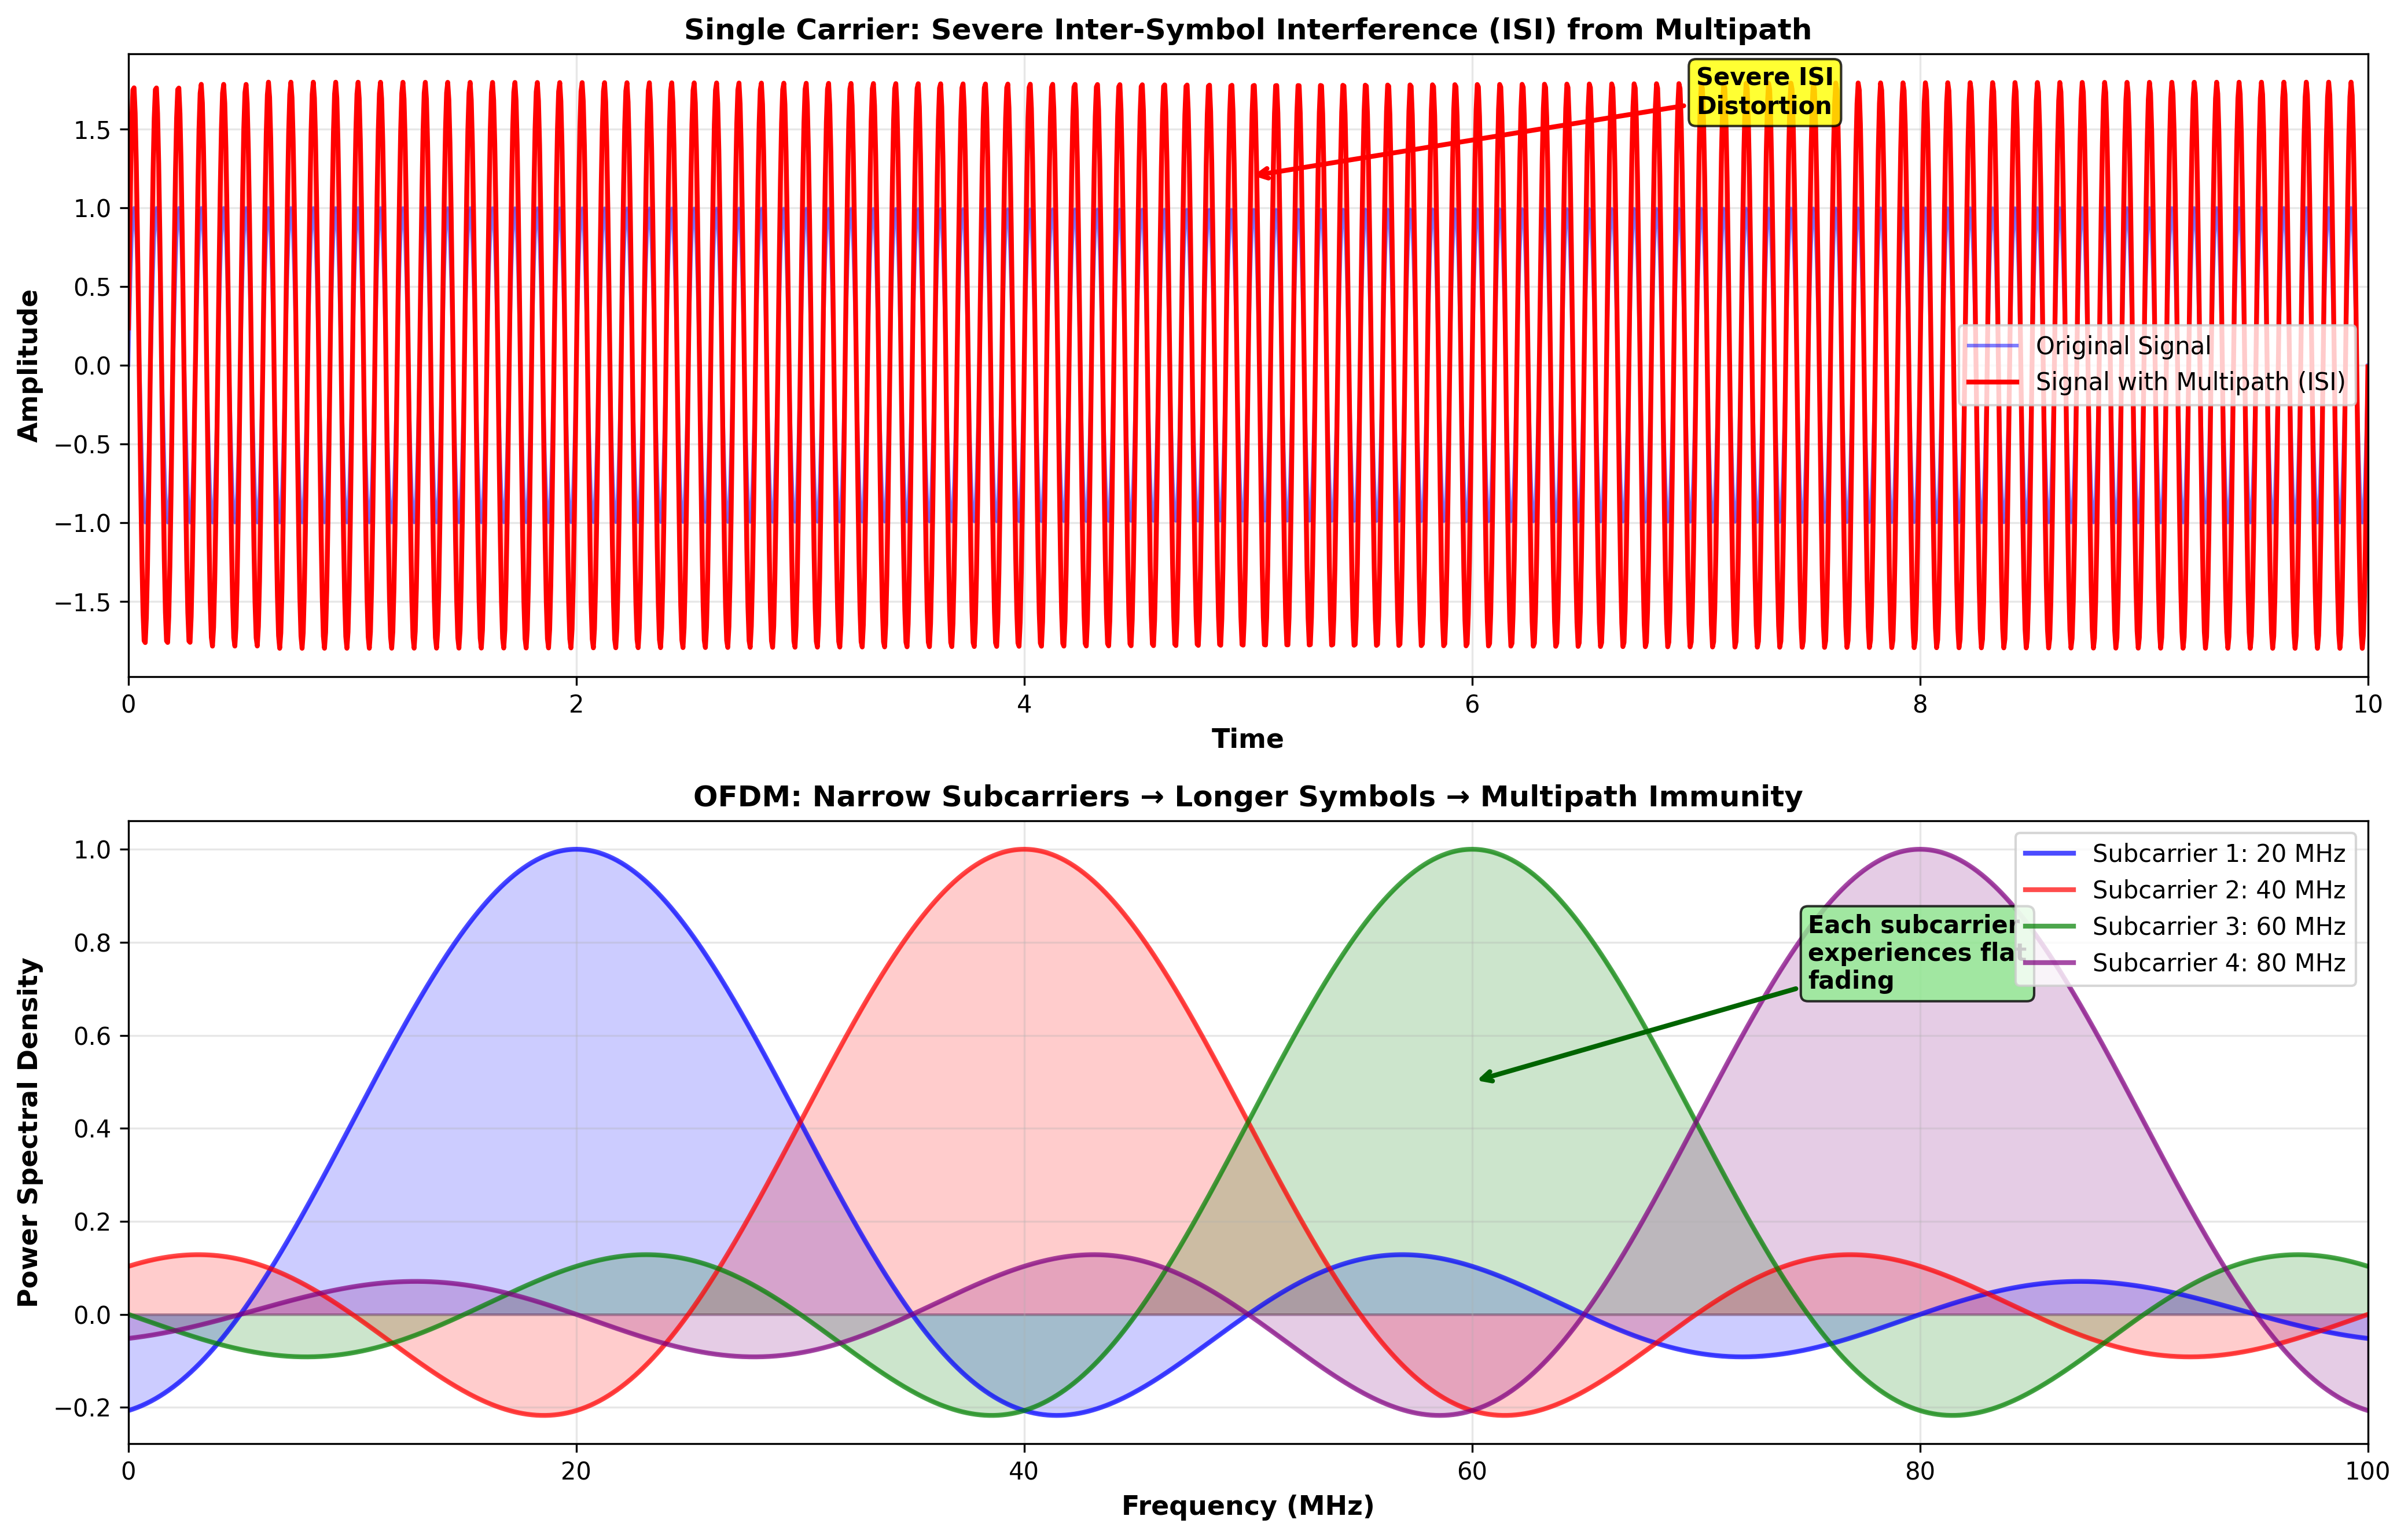 Single Carrier: Severe Inter-Symbol Interference (ISI) from Multipath
Severe ISI
Distortion
1.5
1.0
0.5
0.0
−0.5
−1.0
−1.5
Amplitude
Original Signal
Signal with Multipath (ISI)
0
2
4
6
8
10
Time
OFDM: Narrow Subcarriers → Longer Symbols → Multipath Immunity
Subcarrier 1: 20 MHz
Subcarrier 2: 40 MHz
Subcarrier 3: 60 MHz
Subcarrier 4: 80 MHz
Each subcarrier
experiences flat
fading
1.0
0.8
0.6
0.4
0.2
0.0
−0.2
Power Spectral Density
0
20
40
60
80
100
Frequency (MHz)